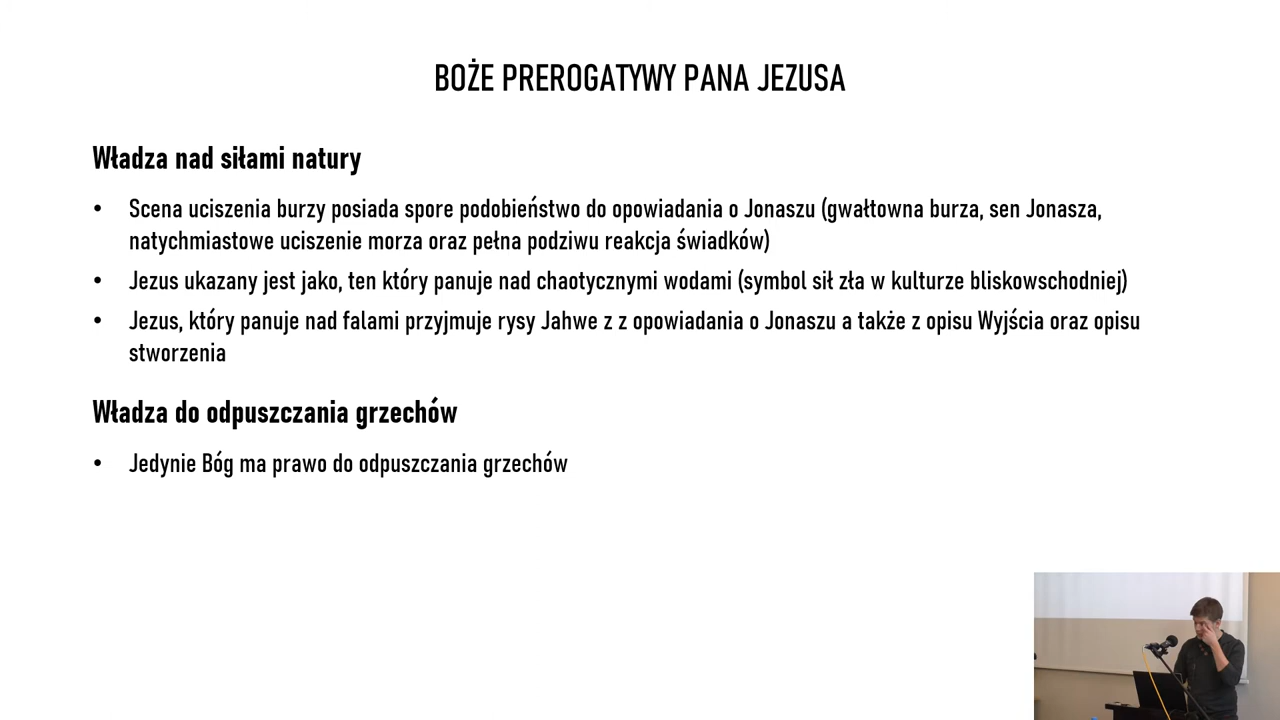 BOŻE PREROGATYWY PANA JEZUSA
Władza nad siłami natury
• Scena uciszenia burzy posiada spore podobieństwo do opowiadania o Jonaszu (gwałtowna burza, sen Jonasza,
natychmiastowe uciszenie morza oraz pełna podziwu reakcja świadków)
• Jezus ukazany jest jako, ten który panuje nad chaotycznymi wodami (symbol sił zła w kulturze bliskowschodniej)
• Jezus, który panuje nad falami przyjmuje rysy Jahwe z z opowiadania o Jonaszu a także z opisu Wyjścia oraz opisu
stworzenia
Władza do odpuszczania grzechów
• Jedynie Bóg ma prawo do odpuszczania grzechów